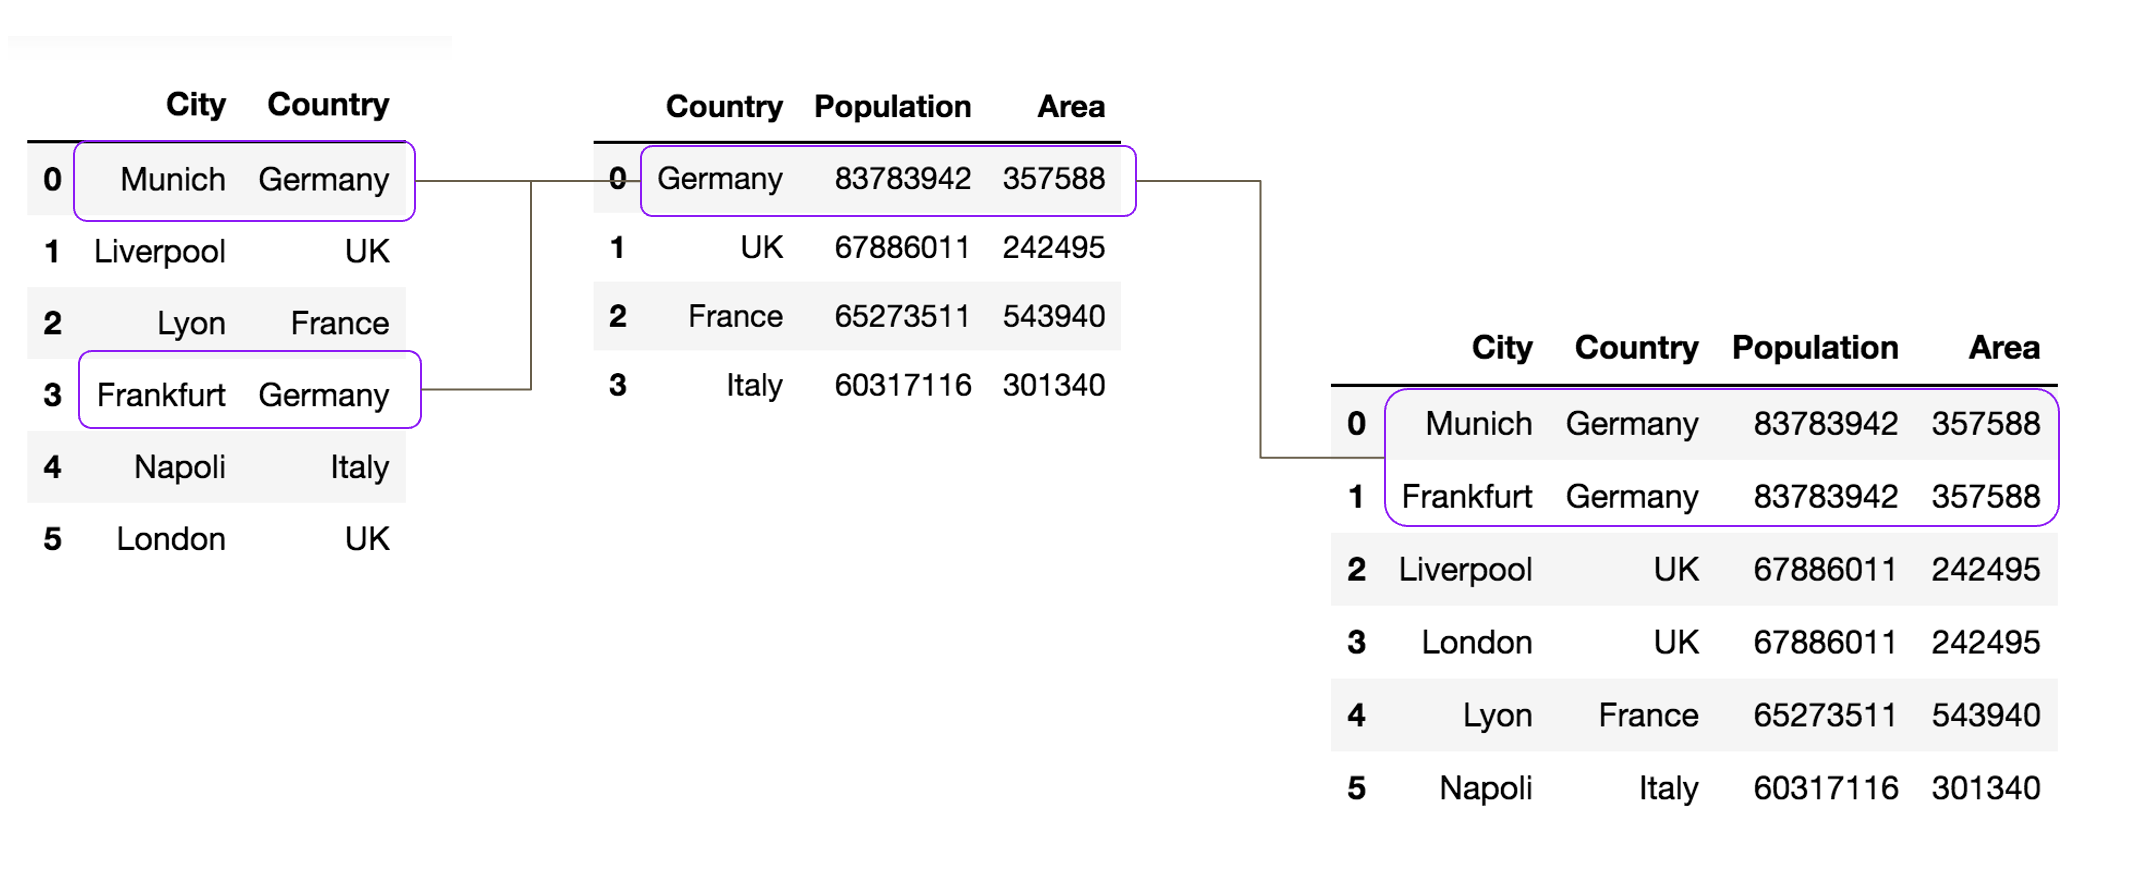 City Country
0 Munich Germany
1 Liverpool UK
2 Lyon France
3 Frankfurt Germany
4 Napoli Italy
5 London UK
Country Population Area
0 Germany 83783942 357588
1 UK 67886011 242495
2 France 65273511 543940
3 Italy 60317116 301340
City Country Population Area
0 Munich Germany 83783942 357588
1 Frankfurt Germany 83783942 357588
2 Liverpool UK 67886011 242495
3 London UK 67886011 242495
4 Lyon France 65273511 543940
5 Napoli Italy 60317116 301340